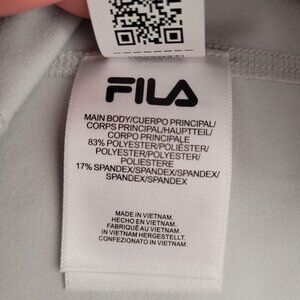 FILA
MAIN BODY/CUERPO PRINCIPAL/
CORPS PRINCIPAL/HAUPTTEIL/
CORPO PRINCIPALE
83% POLYESTER/POLIÉSTER/
POLYESTER/POLYESTER/
POLIESTERE
17% SPANDEX/SPANDEX/SPANDEX/
SPANDEX/SPANDEX
MADE IN VIETNAM.
HECHO EN VIETNAM.
FABRIQUÉ AU VIETNAM.
IN VIETNAM HERGESTELLT.
CONFEZIONATO IN VIETNAM.